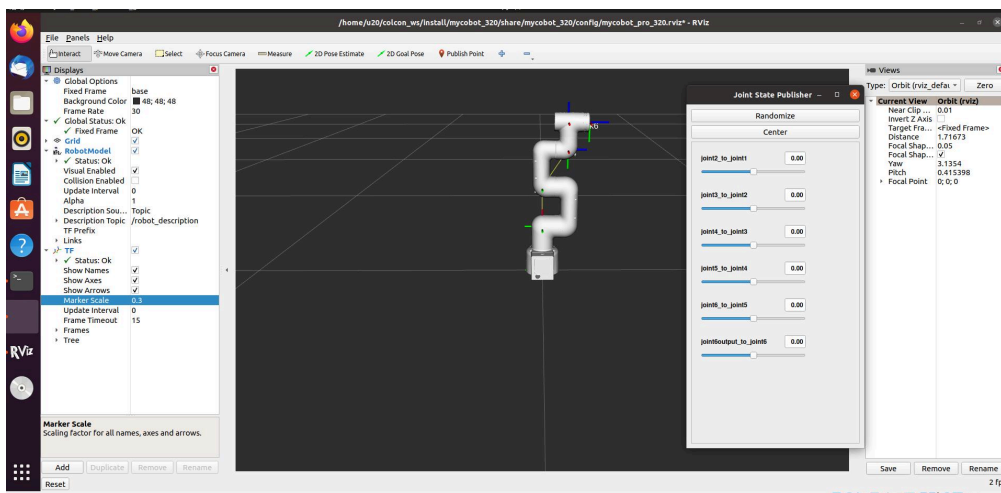 /home/u20/colcon_ws/install/mycobot_320/share/mycobot_320/config/mycobot_pro_320.rviz* - RViz
File Panels Help
Interact Move Camera Select Focus Camera Measure 2D Pose Estimate 2D Goal Pose Publish Point
Displays
Global Options
Fixed Frame base
Background Color 48; 48; 48
Frame Rate 30
Global Status: Ok
Fixed Frame OK
Grid
RobotModel
Status: Ok
Visual Enabled
Collision Enabled
Update Interval 0
Alpha 1
Description Sou... Topic
Description Topic /robot_description
TF Prefix
Links
TF
Status: Ok
Show Names
Show Axes
Show Arrows
Marker Scale 0.3
Update Interval 0
Frame Timeout 15
Frames
Tree
Marker Scale
Scaling factor for all names, axes and arrows.
Add Duplicate Remove Rename
Reset
RViz
Joint State Publisher
Randomize
Center
joint2_to_joint1 0.00
joint3_to_joint2 0.00
joint4_to_joint3 0.00
joint5_to_joint4 0.00
joint6_to_joint5 0.00
joint6output_to_joint6 0.00
Views
Type: Orbit (rviz_defau Zero
Current View Orbit (rviz)
Near Clip ... 0.01
Invert Z Axis
Target Fra... <Fixed Frame>
Distance 1.71673
Focal Shap... 0.05
Focal Shap...
Yaw 3.1354
Pitch 0.415398
Focal Point 0; 0; 0
Save Remove Rename
2 fp